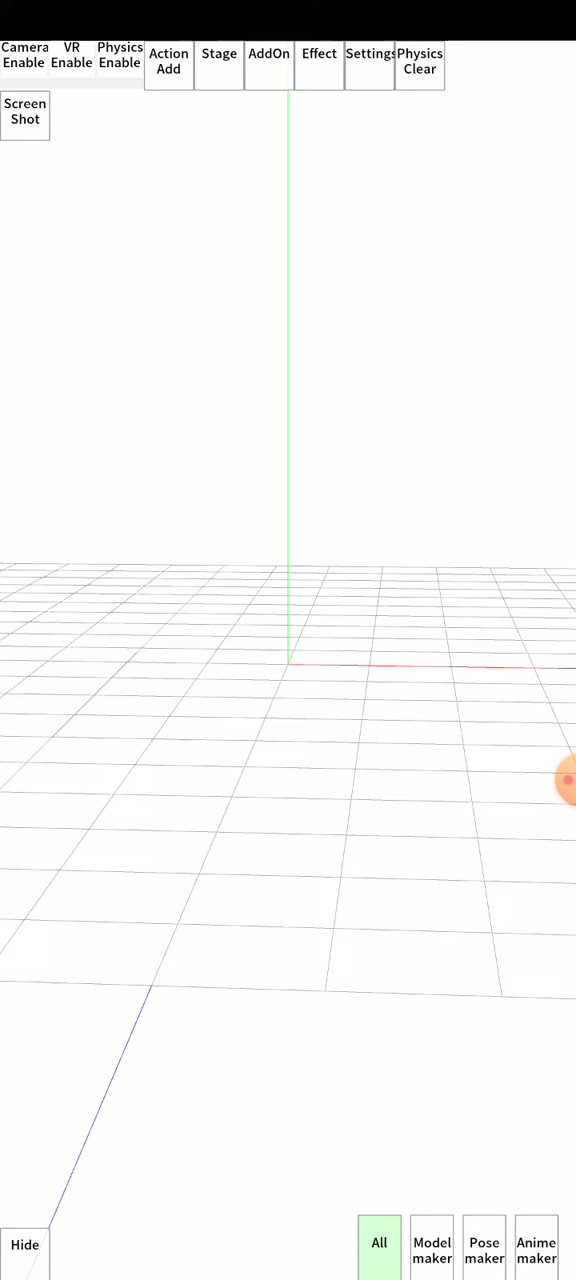 Camera Enable
VR Enable
Physics Enable
Action Add
Stage
AddOn
Effect
Settings
Physics Clear
Screen Shot
Hide
All
Model maker
Pose maker
Anime maker